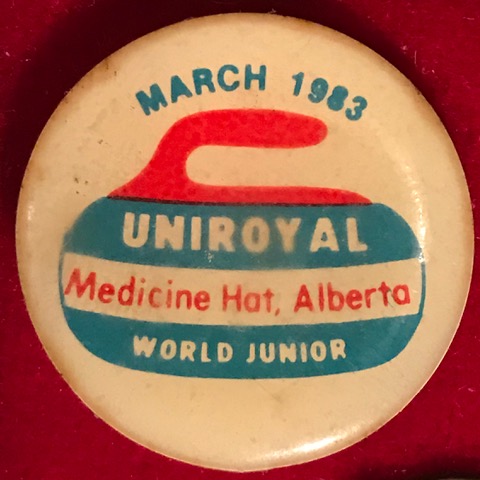 MARCH 1983
UNIROYAL
Medicine Hat, Alberta
WORLD JUNIOR